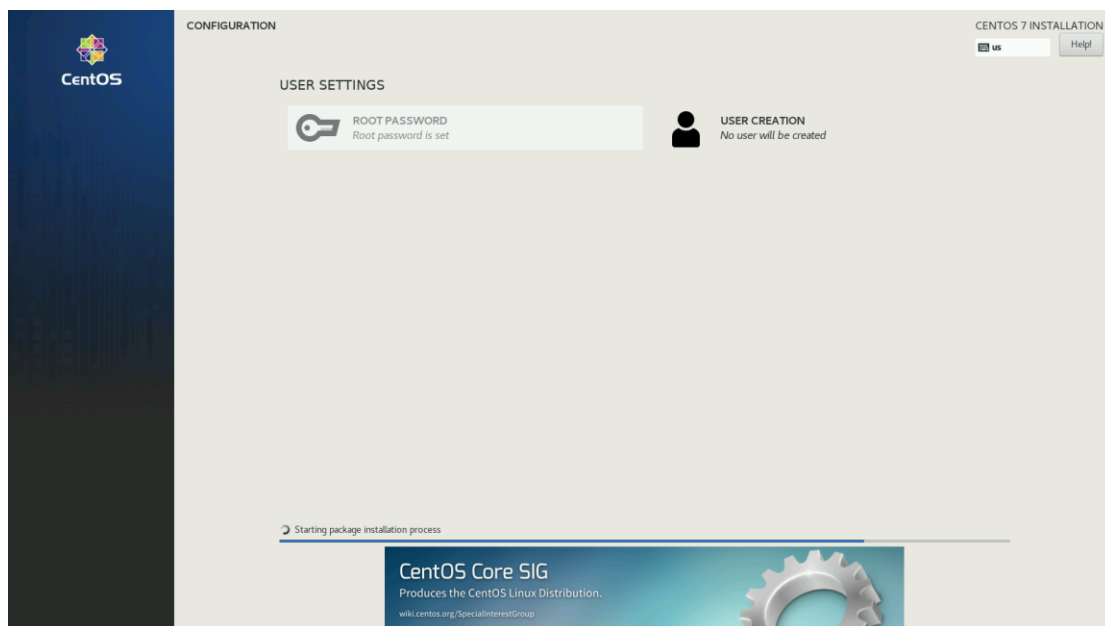 CONFIGURATION
CENTOS 7 INSTALLATION
us
Help!
CentOS
USER SETTINGS
ROOT PASSWORD
Root password is set
USER CREATION
No user will be created
Starting package installation process
CentOS Core SIG
Produces the CentOS Linux Distribution.
wiki.centos.org/SpecialInterestGroup